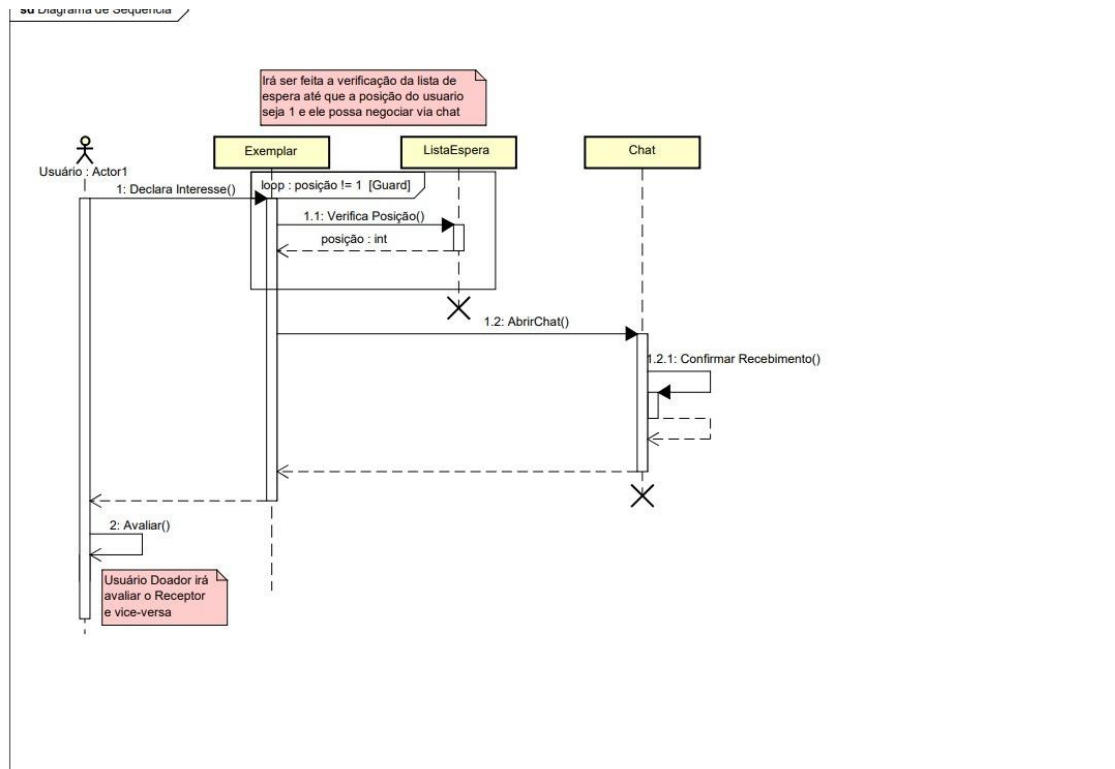 sd Diagrama de Sequência
Irá ser feita a verificação da lista de
espera até que a posição do usuario
seja 1 e ele possa negociar via chat
Exemplar
ListaEspera
Chat
Usuário : Actor1
loop : posição != 1 [Guard]
1: Declara Interesse()
1.1: Verifica Posição()
posição : int
1.2: AbrirChat()
1.2.1: Confirmar Recebimento()
2: Avaliar()
Usuário Doador irá
avaliar o Receptor
e vice-versa